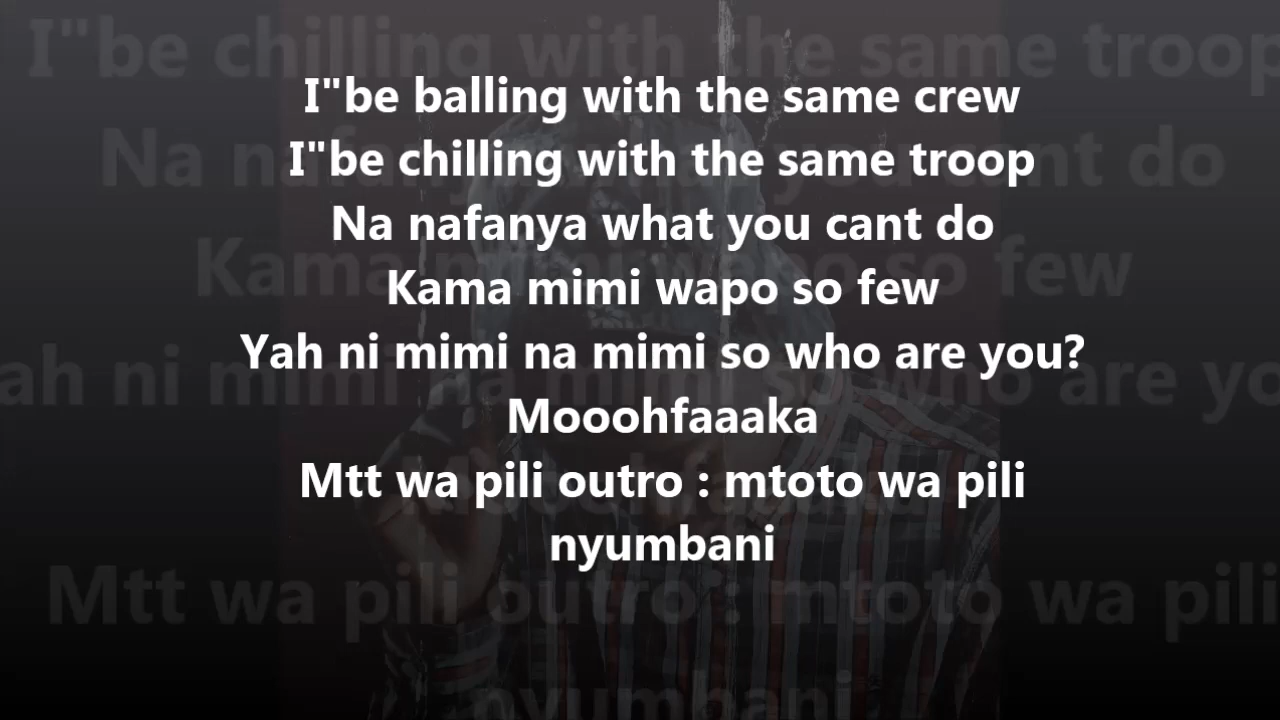 I"be balling with the same crew
I"be chilling with the same troop
Na nafanya what you cant do
Kama mimi wapo so few
Yah ni mimi na mimi so who are you?
Mooohfaaaka
Mtt wa pili outro : mtoto wa pili
nyumbani